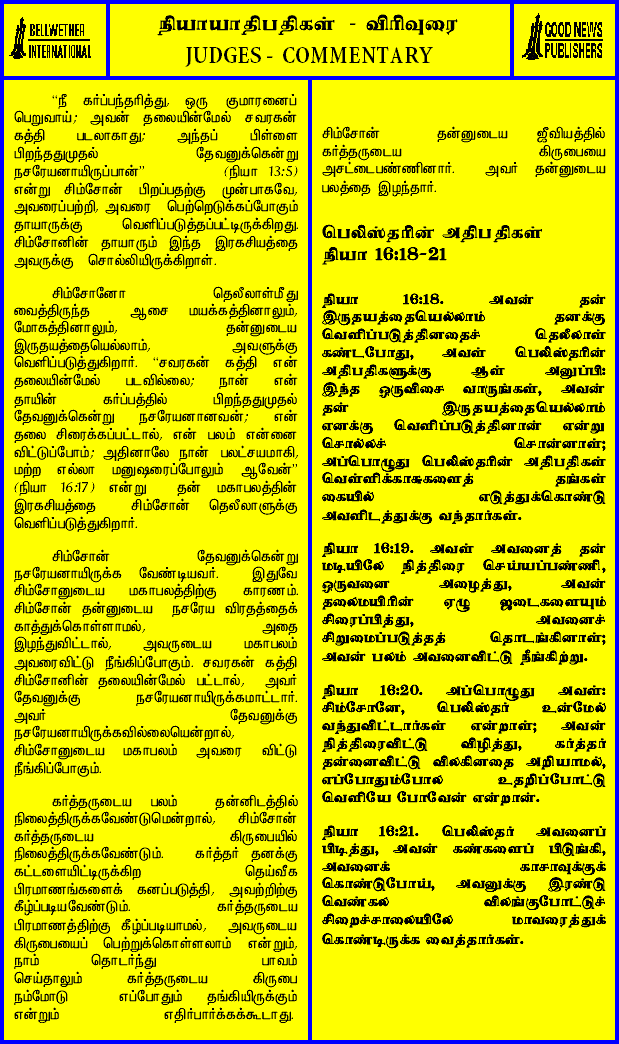 BELLWETHER
INTERNATIONAL
நியாயாதிபதிகள் - விரிவுரை
JUDGES - COMMENTARY
GOOD NEWS
PUBLISHERS
“நீ கர்ப்பந்தரித்து, ஒரு குமாரனைப்
பெறுவாய்; அவன் தலையின்மேல் சவரகன்
கத்தி படலாகாது; அந்தப் பிள்ளை
பிறந்ததுமுதல் தேவனுக்கென்று
நசரேயனாயிருப்பான்” (நியா 13:5)
என்று சிம்சோன் பிறப்பதற்கு முன்பாகவே,
அவரைப்பற்றி, அவரை பெற்றெடுக்கப்போகும்
தாயாருக்கு வெளிப்படுத்தப்பட்டிருக்கிறது.
சிம்சோனின் தாயாரும் இந்த இரகசியத்தை
அவருக்கு சொல்லியிருக்கிறாள்.
சிம்சோனோ தெலீலாள்மீது
வைத்திருந்த ஆசை மயக்கத்தினாலும்,
மோகத்தினாலும், தன்னுடைய
இருதயத்தையெல்லாம், அவளுக்கு
வெளிப்படுத்துகிறார். “சவரகன் கத்தி என்
தலையின்மேல் படவில்லை; நான் என்
தாயின் கர்ப்பத்தில் பிறந்ததுமுதல்
தேவனுக்கென்று நசரேயனானவன்; என்
தலை சிரைக்கப்பட்டால், என் பலம் என்னை
விட்டுப்போம்; அதினாலே நான் பலட்சயமாகி,
மற்ற எல்லா மனுஷரைப்போலும் ஆவேன்”
(நியா 16:17) என்று தன் மகாபலத்தின்
இரகசியத்தை சிம்சோன் தெலீலாளுக்கு
வெளிப்படுத்துகிறார்.
சிம்சோன் தேவனுக்கென்று
நசரேயனாயிருக்க வேண்டியவர். இதுவே
சிம்சோனுடைய மகாபலத்திற்கு காரணம்.
சிம்சோன் தன்னுடைய நசரேய விரதத்தைக்
காத்துக்கொள்ளாமல், அதை
இழந்துவிட்டால், அவருடைய மகாபலம்
அவரைவிட்டு நீங்கிப்போகும். சவரகன் கத்தி
சிம்சோனின் தலையின்மேல் பட்டால், அவர்
தேவனுக்கு நசரேயனாயிருக்கமாட்டார்.
அவர் தேவனுக்கு
நசரேயனாயிருக்கவில்லையென்றால்,
சிம்சோனுடைய மகாபலம் அவரை விட்டு
நீங்கிப்போகும்.
கர்த்தருடைய பலம் தன்னிடத்தில்
நிலைத்திருக்கவேண்டுமென்றால், சிம்சோன்
கர்த்தருடைய கிருபையில்
நிலைத்திருக்கவேண்டும். கர்த்தர் தனக்கு
கட்டளையிட்டிருக்கிற தெய்வீக
பிரமாணங்களைக் கனப்படுத்தி, அவற்றிற்கு
கீழ்ப்படியவேண்டும். கர்த்தருடைய
பிரமாணத்திற்கு கீழ்ப்படியாமல், அவருடைய
கிருபையைப் பெற்றுக்கொள்ளலாம் என்றும்,
நாம் தொடர்ந்து பாவம்
செய்தாலும் கர்த்தருடைய கிருபை
நம்மோடு எப்போதும் தங்கியிருக்கும்
என்றும் எதிர்பார்க்கக்கூடாது.
சிம்சோன் தன்னுடைய ஜீவியத்தில்
கர்த்தருடைய கிருபையை
அசட்டைபண்ணினார். அவர் தன்னுடைய
பலத்தை இழந்தார்.
பெலிஸ்தரின் அதிபதிகள்
நியா 16:18-21
நியா 16:18. அவன் தன்
இருதயத்தையெல்லாம் தனக்கு
வெளிப்படுத்தினதைச் தெலீலாள்
கண்டபோது, அவள் பெலிஸ்தரின்
அதிபதிகளுக்கு ஆள் அனுப்பி:
இந்த ஒருவிசை வாருங்கள், அவன்
தன் இருதயத்தையெல்லாம்
எனக்கு வெளிப்படுத்தினான் என்று
சொல்லச் சொன்னாள்;
அப்பொழுது பெலிஸ்தரின் அதிபதிகள்
வெள்ளிக்காசுகளைத் தங்கள்
கையில் எடுத்துக்கொண்டு
அவளிடத்துக்கு வந்தார்கள்.
நியா 16:19. அவள் அவனைத் தன்
மடியிலே நித்திரை செய்யப்பண்ணி,
ஒருவனை அழைத்து, அவன்
தலைமயிரின் ஏழு ஜடைகளையும்
சிரைப்பித்து, அவனைச்
சிறுமைப்படுத்தத் தொடங்கினாள்;
அவன் பலம் அவனைவிட்டு நீங்கிற்று.
நியா 16:20. அப்பொழுது அவள்:
சிம்சோனே, பெலிஸ்தர் உன்மேல்
வந்துவிட்டார்கள் என்றாள்; அவன்
நித்திரைவிட்டு விழித்து, கர்த்தர்
தன்னைவிட்டு விலகினதை அறியாமல்,
எப்போதும்போல உதறிப்போட்டு
வெளியே போவேன் என்றான்.
நியா 16:21. பெலிஸ்தர் அவனைப்
பிடித்து, அவன் கண்களைப் பிடுங்கி,
அவனைக் காசாவுக்குக்
கொண்டுபோய், அவனுக்கு இரண்டு
வெண்கல விலங்குபோட்டுச்
சிறைச்சாலையிலே மாவரைத்துக்
கொண்டிருக்க வைத்தார்கள்.